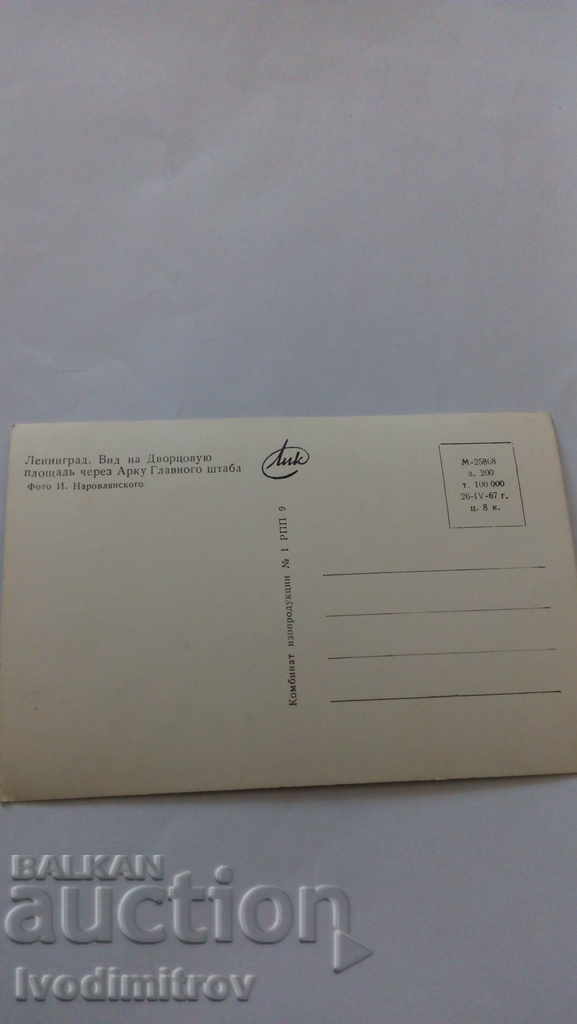 Ленинград. Вид на Дворцовую
площадь через Арку Главного штаба
Фото И. Наровлянского
Лик
М-25868
з. 200
т. 100 000
26-IV-67 г.
ц. 8 к.
Комбинат изопродукции № 1 РПП 9
BALKAN
auction
Ivodimitrov